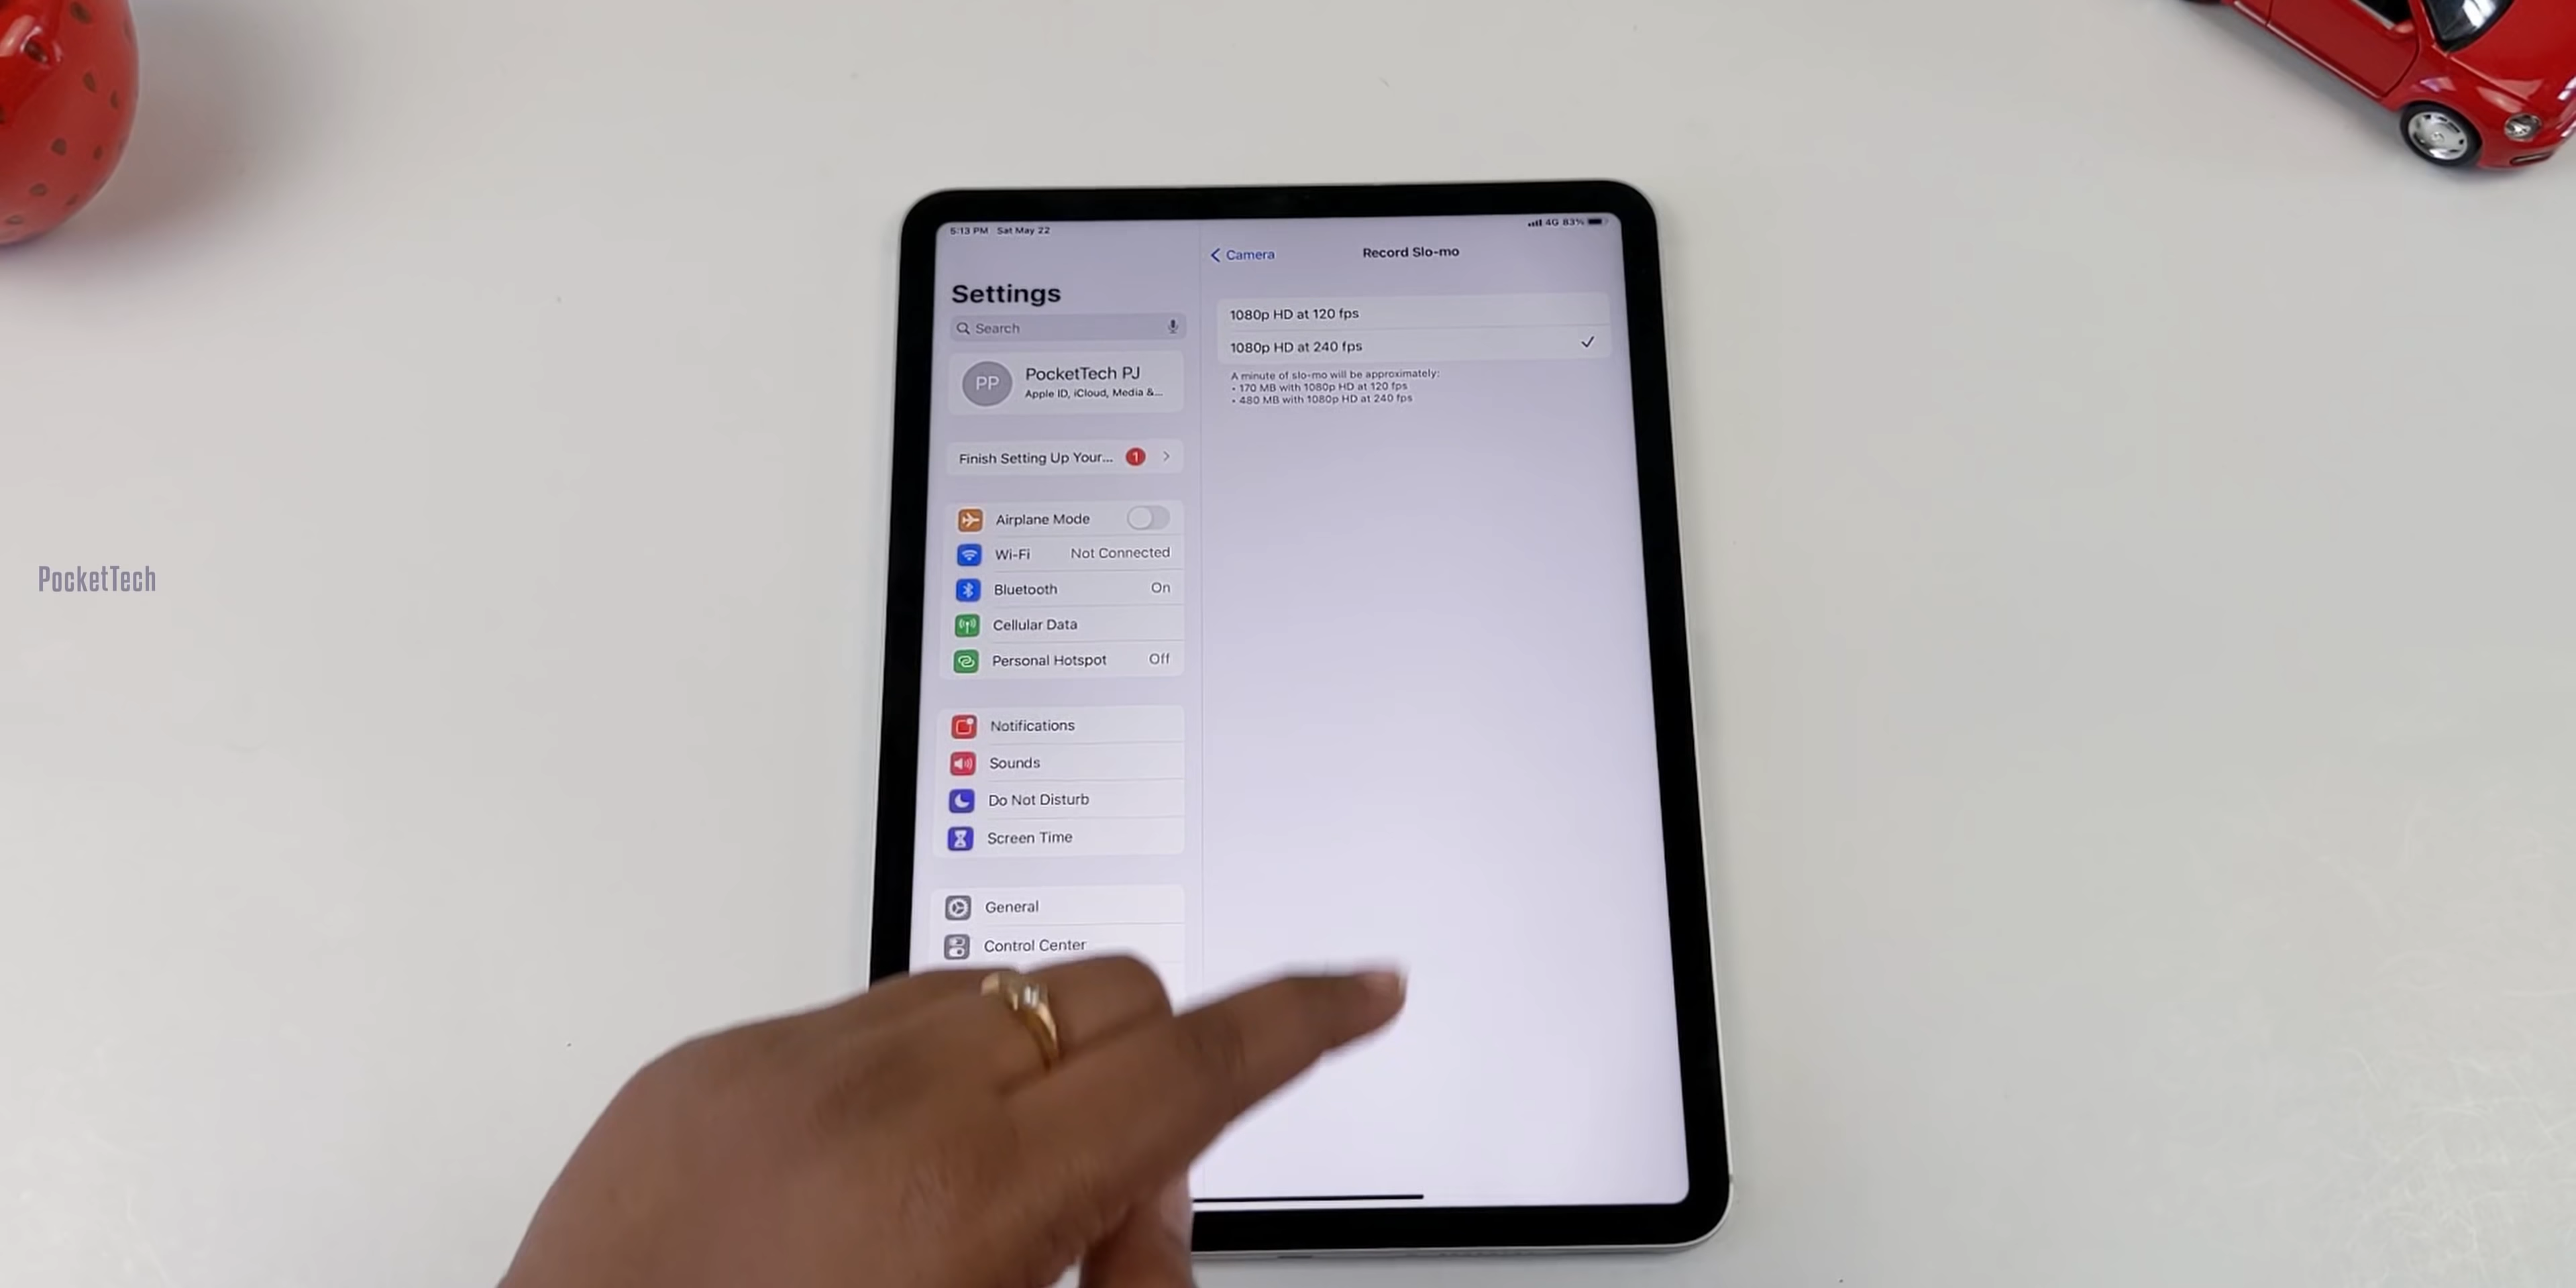 5:13 PM Sat May 22
4G 83%
Settings
Search
PP
PocketTech PJ
Apple ID, iCloud, Media &...
Finish Setting Up Your...
1
Airplane Mode
Wi-Fi Not Connected
Bluetooth On
Cellular Data
Personal Hotspot Off
Notifications
Sounds
Do Not Disturb
Screen Time
General
Control Center
Camera
Record Slo-mo
1080p HD at 120 fps
1080p HD at 240 fps
A minute of slo-mo will be approximately:
• 170 MB with 1080p HD at 120 fps
• 480 MB with 1080p HD at 240 fps
PocketTech